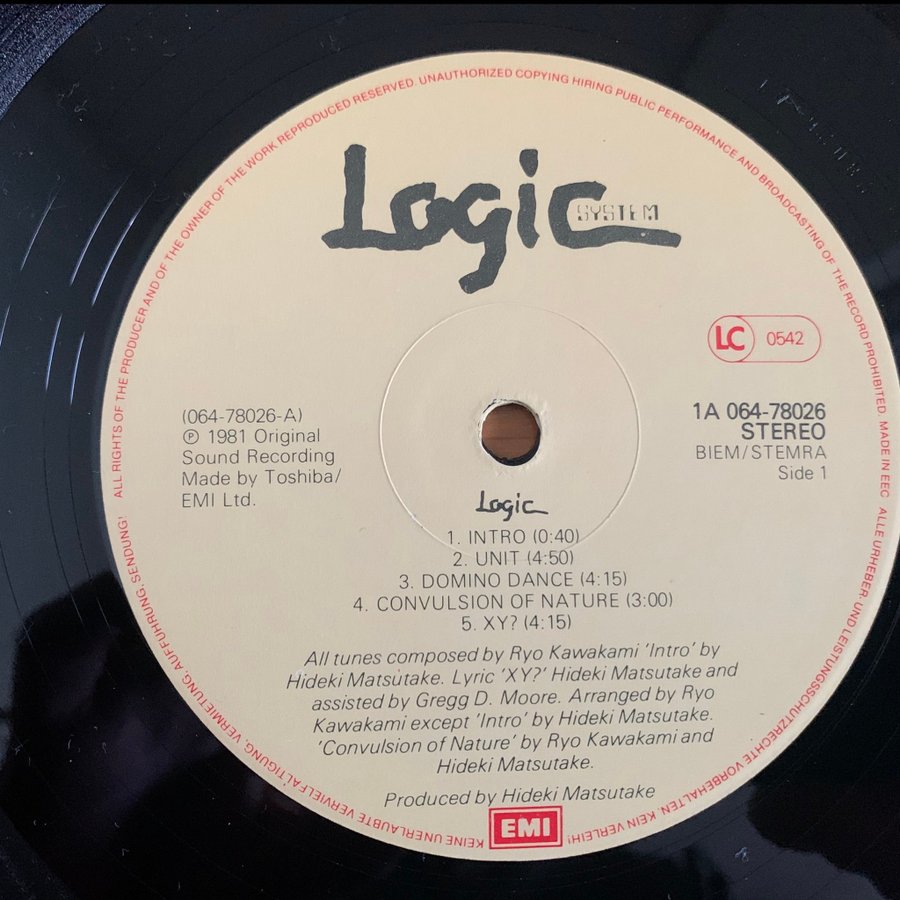 ALL RIGHTS OF THE PRODUCER AND OF THE OWNER OF THE WORK REPRODUCED RESERVED. UNAUTHORIZED COPYING HIRING PUBLIC PERFORMANCE AND BROADCASTING OF THE RECORD PROHIBITED. MADE IN EEC
ALLE URHEBER- UND LEISTUNGSSCHUTZRECHTE VORBEHALTEN. KEIN VERLEIH! KEINE UNERLAUBTE VERVIELFÄLTIGUNG, VERMIETUNG, AUFFÜHRUNG, SENDUNG!
Logic
SYSTEM
LC 0542
(064-78026-A)
℗ 1981 Original
Sound Recording
Made by Toshiba/
EMI Ltd.
1A 064-78026
STEREO
BIEM/STEMRA
Side 1
Logic
1. INTRO (0:40)
2. UNIT (4:50)
3. DOMINO DANCE (4:15)
4. CONVULSION OF NATURE (3:00)
5. XY? (4:15)
All tunes composed by Ryo Kawakami 'Intro' by
Hideki Matsutake. Lyric 'XY?' Hideki Matsutake and
assisted by Gregg D. Moore. Arranged by Ryo
Kawakami except 'Intro' by Hideki Matsutake.
'Convulsion of Nature' by Ryo Kawakami and
Hideki Matsutake.
Produced by Hideki Matsutake
EMI